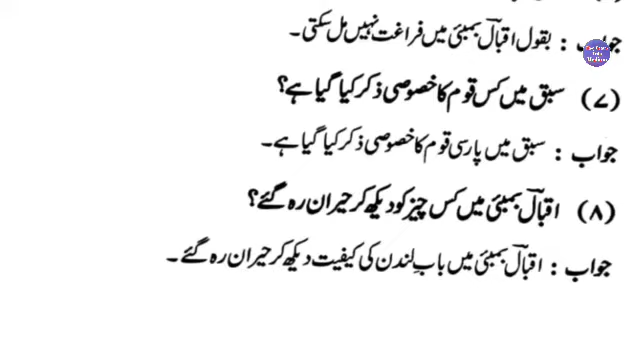 جواب : بقول اقبالؔ بمبئی میں فراغت نہیں مل سکتی۔
(۷) سبق میں کس قوم کا خصوصی ذکر کیا گیا ہے؟
جواب : سبق میں پارسی قوم کا خصوصی ذکر کیا گیا ہے۔
(۸) اقبالؔ بمبئی میں کس چیز کو دیکھ کر حیران رہ گئے؟
جواب : اقبالؔ بمبئی میں بابِ لندن کی کیفیت دیکھ کر حیران رہ گئے۔